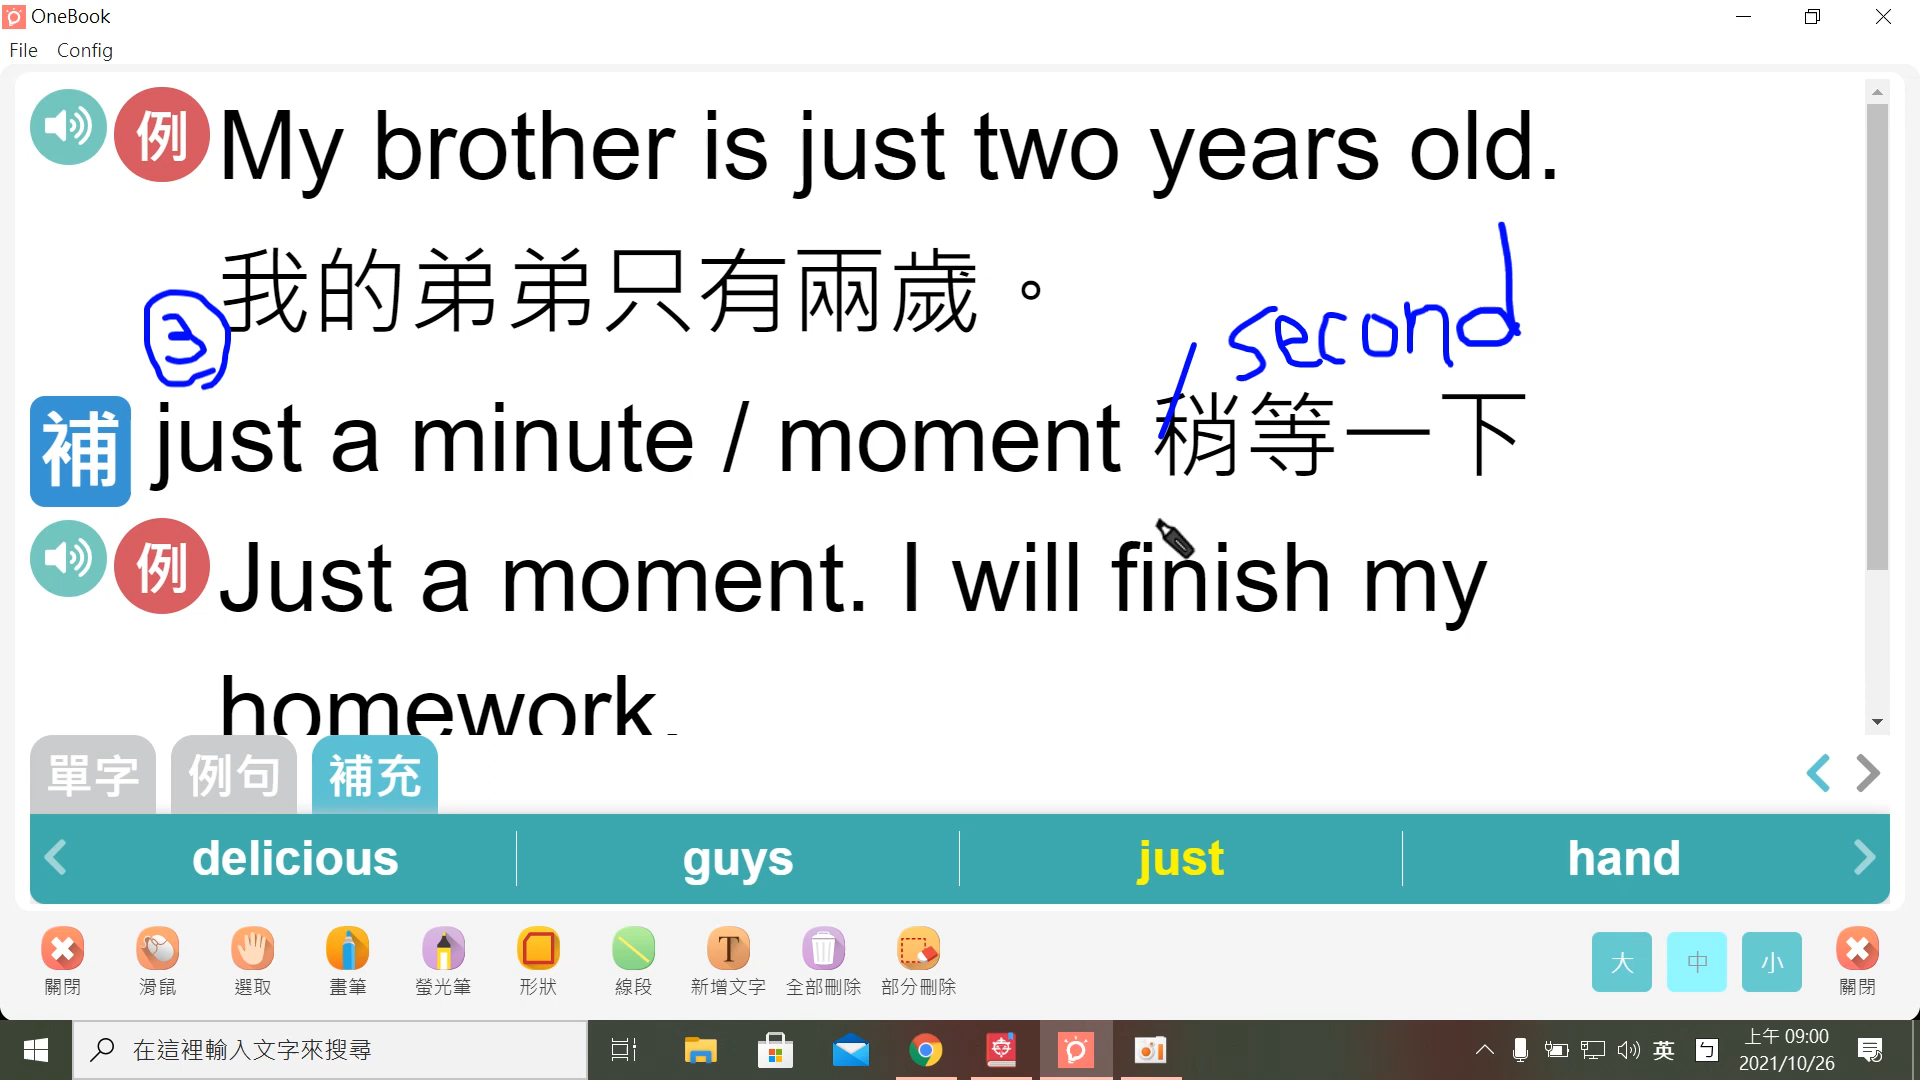 OneBook
File Config
例 My brother is just two years old.
我的弟弟只有兩歲。
3
/ second
補 just a minute / moment 稍等一下
例 Just a moment. I will finish my
homework.
單字 例句 補充
delicious guys just hand
關閉 滑鼠 選取 畫筆 螢光筆 形狀 線段 新增文字 全部刪除 部分刪除 大 中 小 關閉
在這裡輸入文字來搜尋
英 ㄅ 上午 09:00
2021/10/26